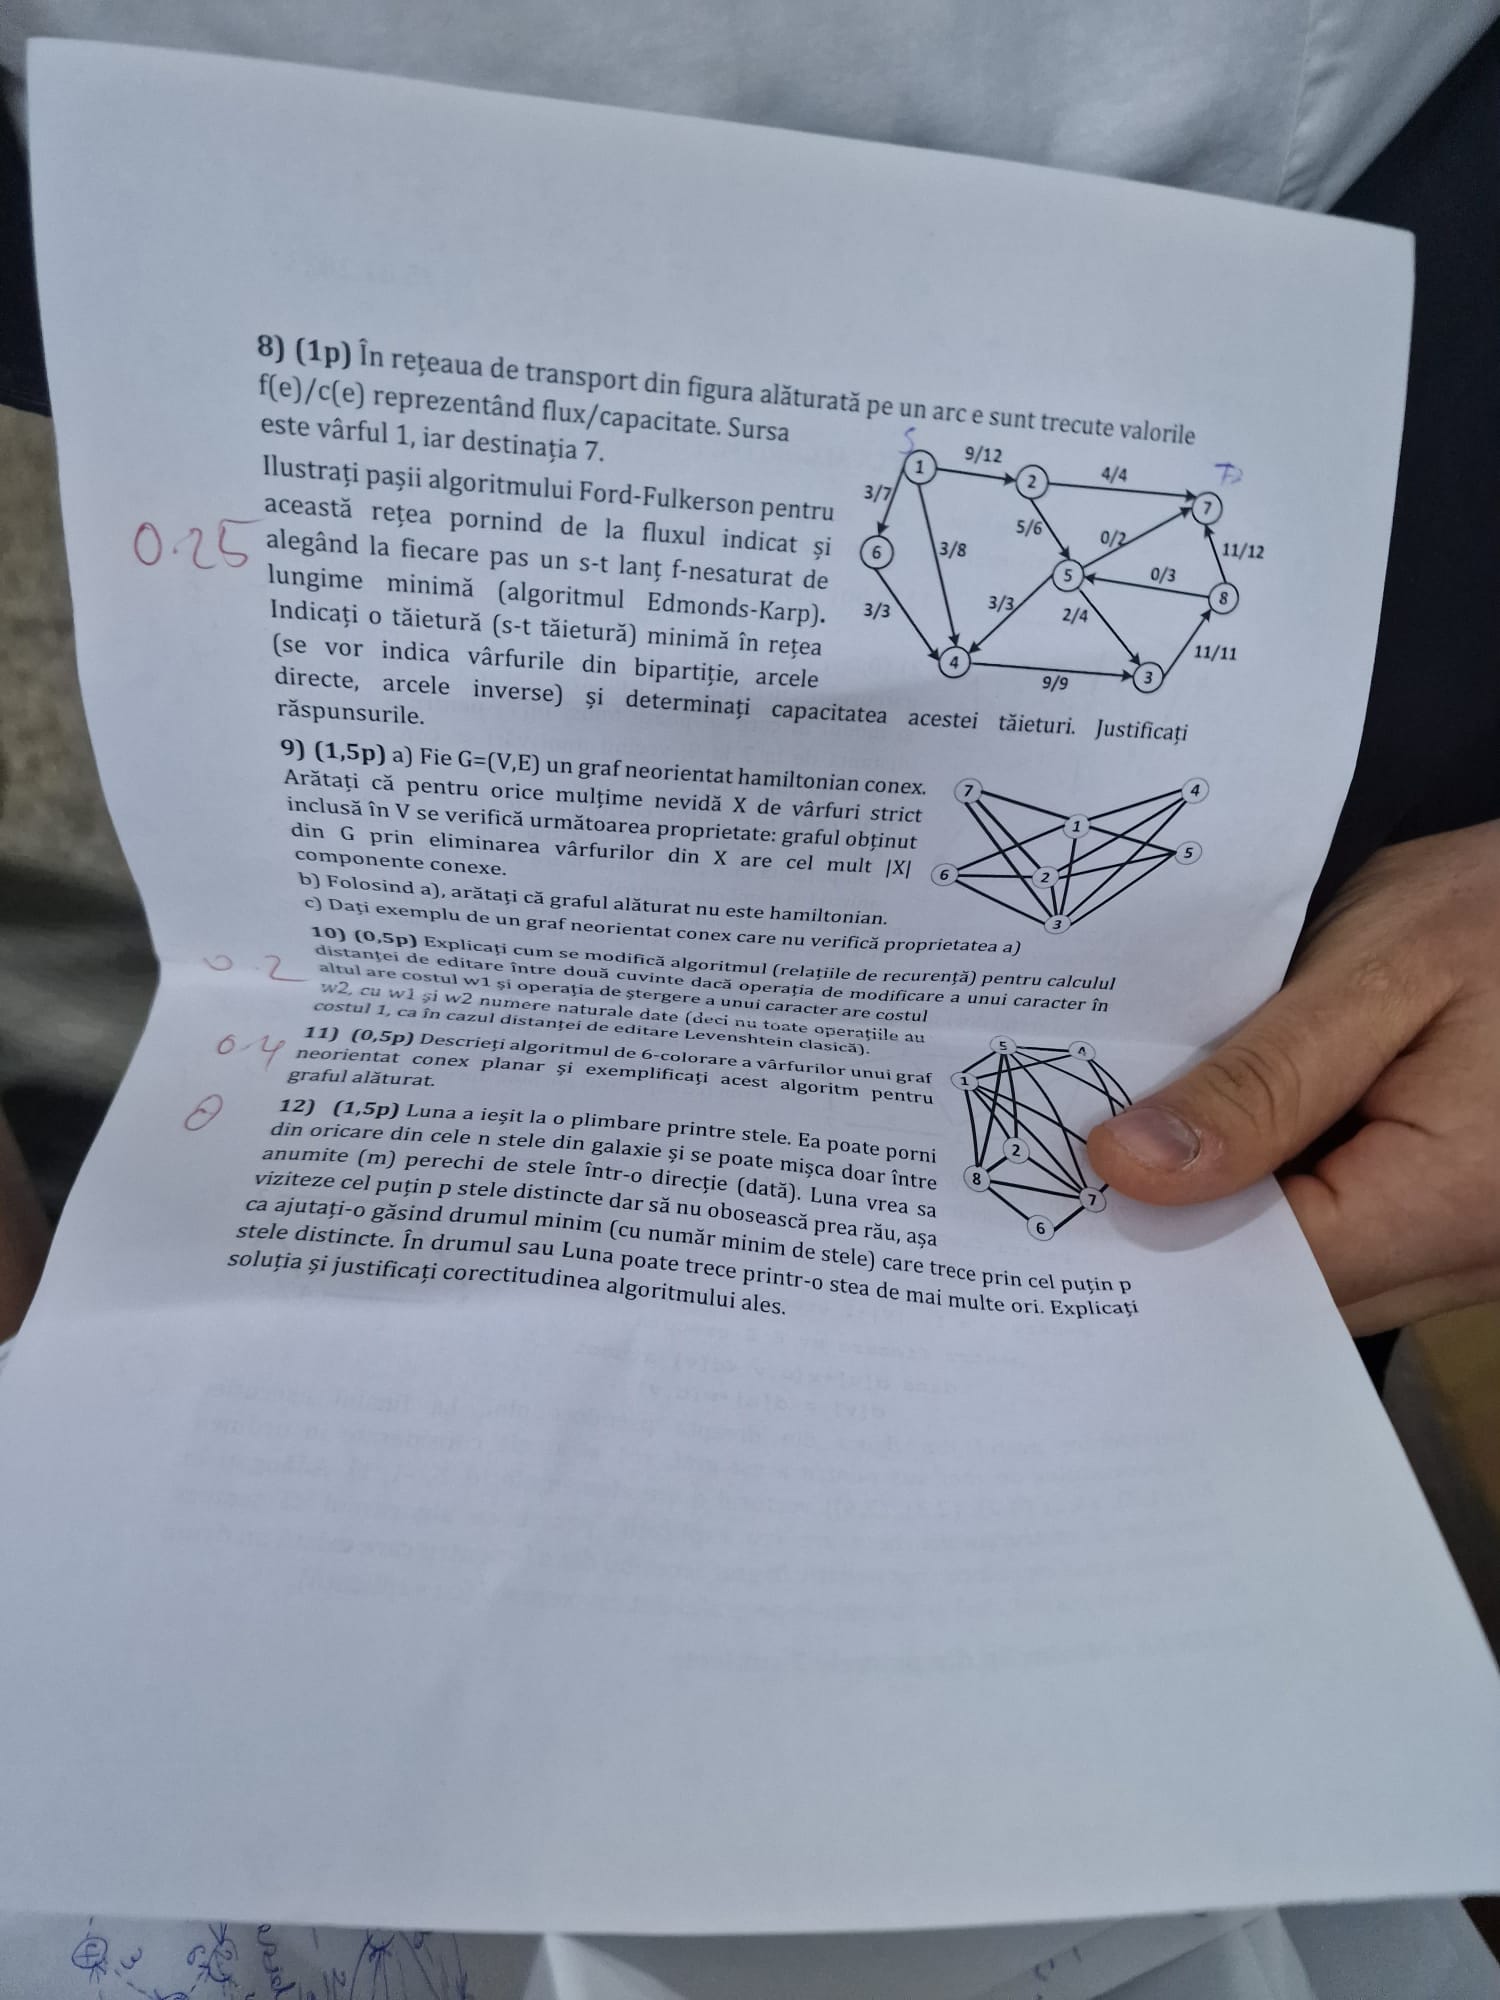 8) (1p) În rețeaua de transport din figura alăturată pe un arc e sunt trecute valorile
f(e)/c(e) reprezentând flux/capacitate. Sursa
este vârful 1, iar destinația 7.
Ilustrați pașii algoritmului Ford-Fulkerson pentru
această rețea pornind de la fluxul indicat și
0.25
alegând la fiecare pas un s-t lanț f-nesaturat de
lungime minimă (algoritmul Edmonds-Karp).
Indicați o tăietură (s-t tăietură) minimă în rețea
(se vor indica vârfurile din bipartiție, arcele
directe, arcele inverse) și determinați capacitatea acestei tăieturi. Justificați
răspunsurile.
S
1
9/12
2
4/4
7
3/7
5/6
0/2
11/12
6
3/8
5
0/3
8
3/3
3/3
2/4
11/11
4
9/9
3
9) (1,5p) a) Fie G=(V,E) un graf neorientat hamiltonian conex.
Arătați că pentru orice mulțime nevidă X de vârfuri strict
inclusă în V se verifică următoarea proprietate: graful obținut
din G prin eliminarea vârfurilor din X are cel mult |X|
componente conexe.
b) Folosind a), arătați că graful alăturat nu este hamiltonian.
c) Dați exemplu de un graf neorientat conex care nu verifică proprietatea a)
7
4
1
5
6
2
3
10) (0,5p) Explicați cum se modifică algoritmul (relațiile de recurență) pentru calculul
distanței de editare între două cuvinte dacă operația de modificare a unui caracter în
0.2
altul are costul w1 și operația de ștergere a unui caracter are costul
w2, cu w1 și w2 numere naturale date (deci nu toate operațiile au
costul 1, ca în cazul distanței de editare Levenshtein clasică).
0.4
11) (0,5p) Descrieți algoritmul de 6-colorare a vârfurilor unui graf
neorientat conex planar și exemplificați acest algoritm pentru
graful alăturat.
5
4
1
2
8
7
6
12) (1,5p) Luna a ieșit la o plimbare printre stele. Ea poate porni
din oricare din cele n stele din galaxie și se poate mișca doar între
anumite (m) perechi de stele într-o direcție (dată). Luna vrea sa
viziteze cel puțin p stele distincte dar să nu obosească prea rău, așa
ca ajutați-o găsind drumul minim (cu număr minim de stele) care trece prin cel puțin p
stele distincte. În drumul sau Luna poate trece printr-o stea de mai multe ori. Explicați
soluția și justificați corectitudinea algoritmului ales.